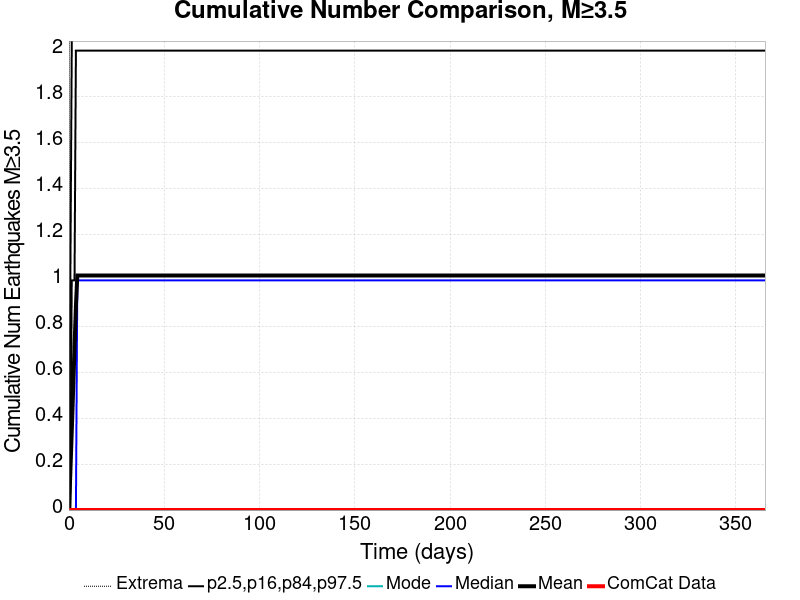 Cumulative Number Comparison, M≥3.5
Cumulative Num Earthquakes M≥3.5
2
1.8
1.6
1.4
1.2
1
0.8
0.6
0.4
0.2
0
0 50 100 150 200 250 300 350
Time (days)
Extrema p2.5,p16,p84,p97.5 Mode Median Mean ComCat Data